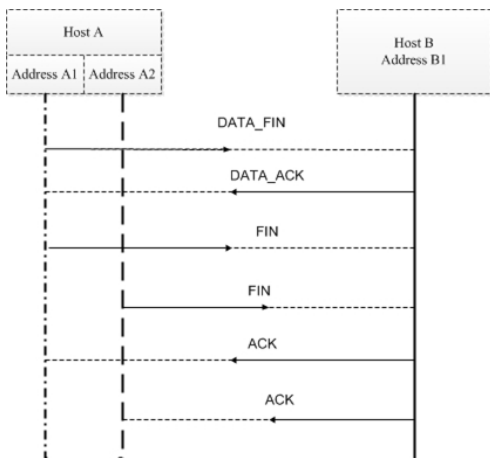 Host A
Address A1
Address A2
Host B
Address B1
DATA_FIN
DATA_ACK
FIN
FIN
ACK
ACK